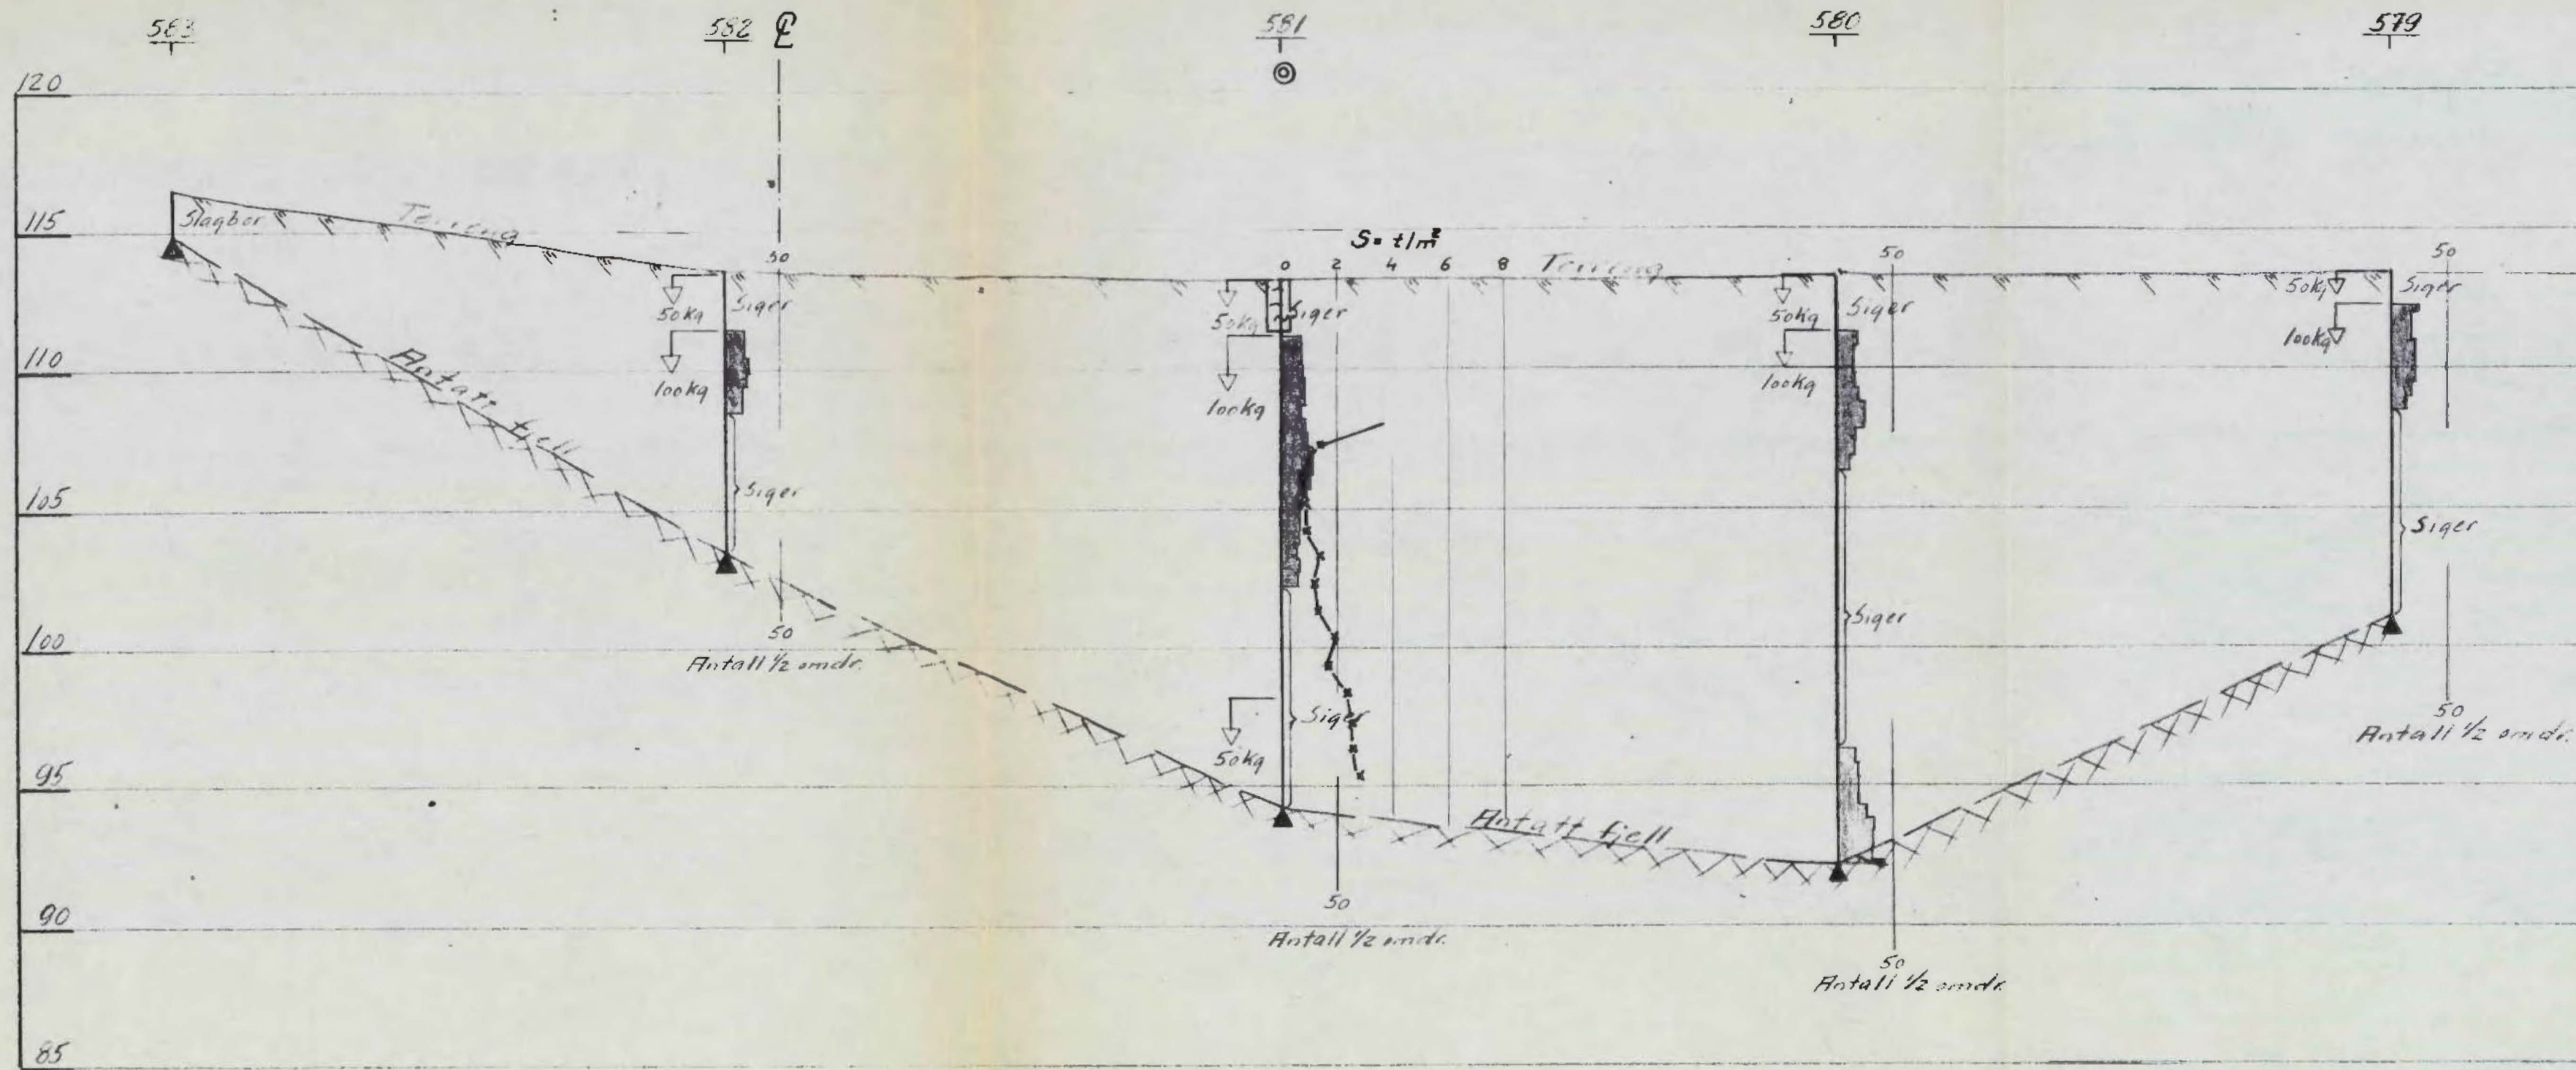 583
582 ℄
581
580
579
120
115
110
105
100
95
90
85
Slagbor
Terreng
Antatt fjell
50
50kg
Siger
100kg
Siger
50
Antall 1/2 omdr.
S= t/m²
0 2 4 6 8
Terreng
50kg
Siger
100kg
50kg
Siger
50
Antall 1/2 omdr.
Antatt fjell
50
50kg
Siger
100kg
Siger
50
Antall 1/2 omdr.
50
50kg
Siger
100kg
Siger
50
Antall 1/2 omdr.